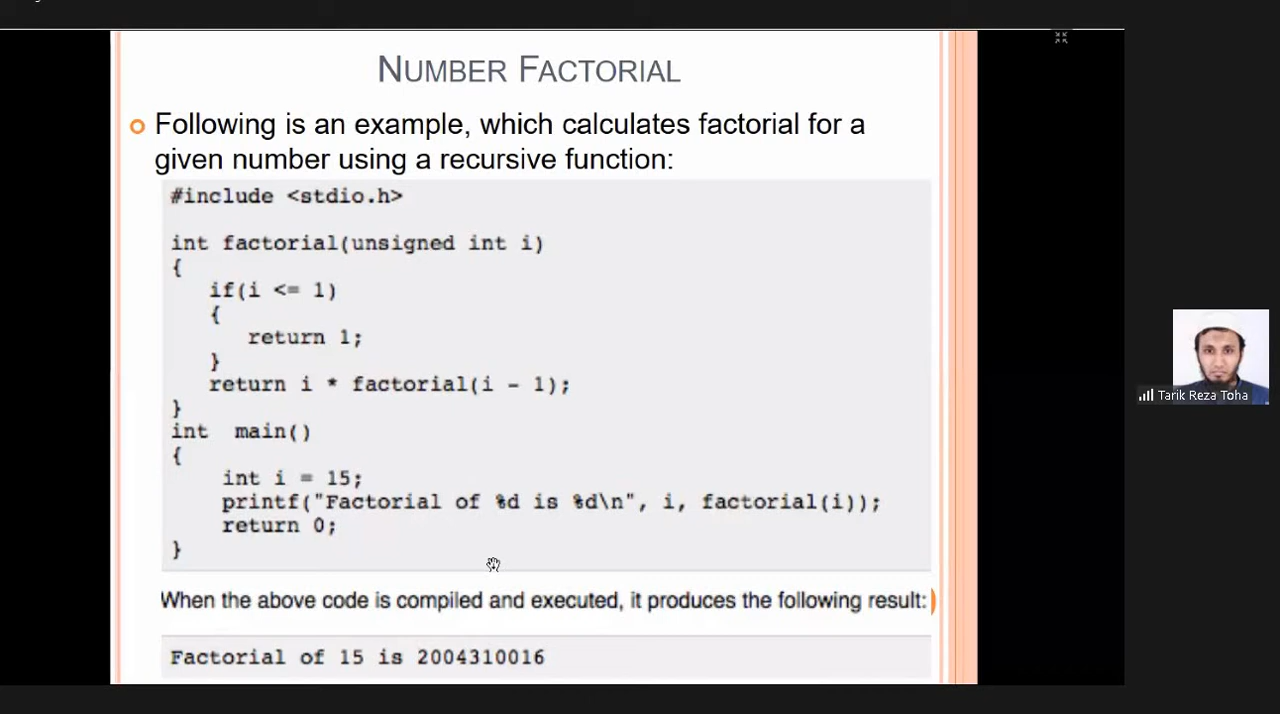 NUMBER FACTORIAL
Following is an example, which calculates factorial for a
given number using a recursive function:
#include <stdio.h>
int factorial(unsigned int i)
{
if(i <= 1)
{
return 1;
}
return i * factorial(i - 1);
}
int  main()
{
int i = 15;
printf("Factorial of %d is %d\n", i, factorial(i));
return 0;
}
When the above code is compiled and executed, it produces the following result:
Factorial of 15 is 2004310016
Tarik Reza Toha